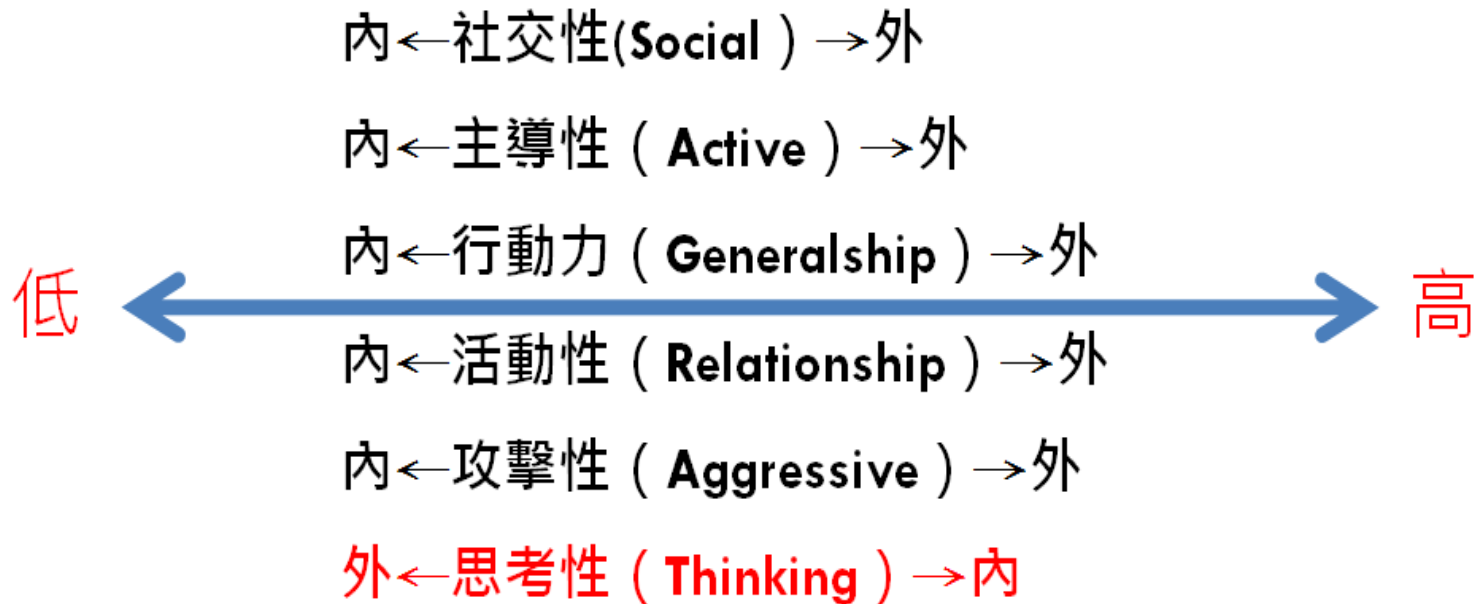 內←社交性(Social ) →外
內←主導性 ( Active ) →外
內←行動力 ( Generalship ) →外
低
高
內←活動性 ( Relationship ) →外
內←攻擊性 ( Aggressive ) →外
外←思考性 ( Thinking ) →內